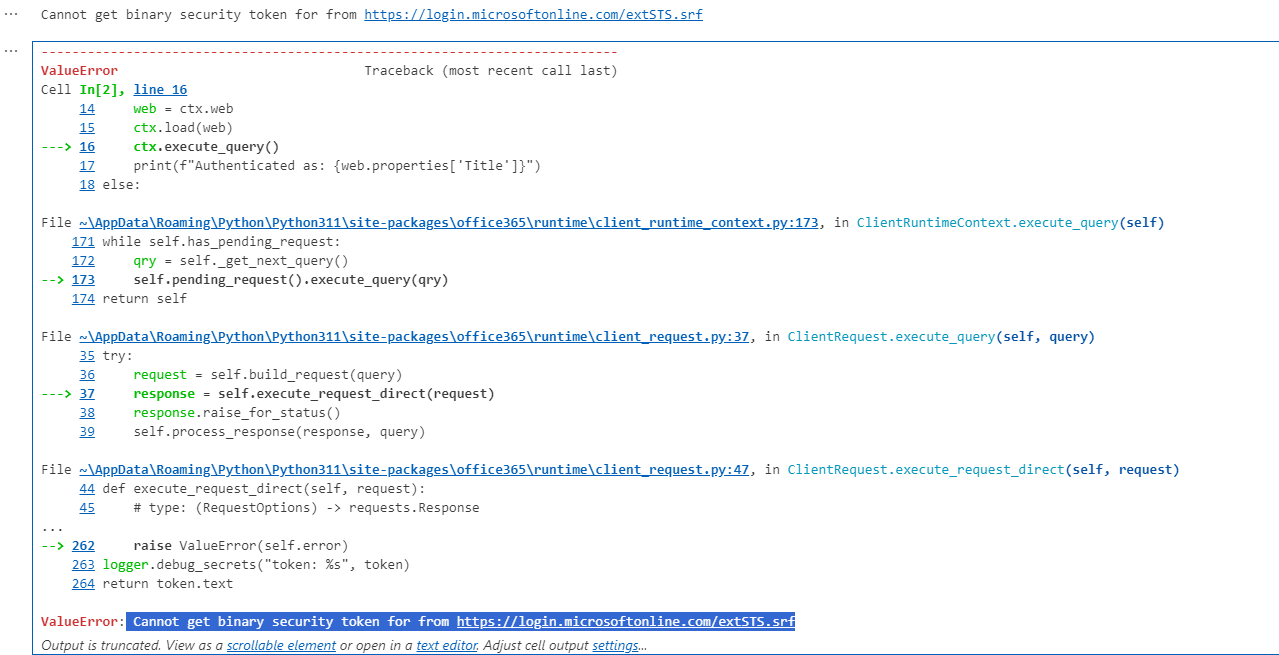 ... Cannot get binary security token for from https://login.microsoftonline.com/extSTS.srf
...
---------------------------------------------------------------------------
ValueError                                Traceback (most recent call last)
Cell In[2], line 16
     14     web = ctx.web
     15     ctx.load(web)
---> 16     ctx.execute_query()
     17     print(f"Authenticated as: {web.properties['Title']}")
     18 else:
File ~\AppData\Roaming\Python\Python311\site-packages\office365\runtime\client_runtime_context.py:173, in ClientRuntimeContext.execute_query(self)
    171 while self.has_pending_request:
    172     qry = self._get_next_query()
--> 173     self.pending_request().execute_query(qry)
    174 return self
File ~\AppData\Roaming\Python\Python311\site-packages\office365\runtime\client_request.py:37, in ClientRequest.execute_query(self, query)
     35 try:
     36     request = self.build_request(query)
---> 37     response = self.execute_request_direct(request)
     38     response.raise_for_status()
     39     self.process_response(response, query)
File ~\AppData\Roaming\Python\Python311\site-packages\office365\runtime\client_request.py:47, in ClientRequest.execute_request_direct(self, request)
     44 def execute_request_direct(self, request):
     45     # type: (RequestOptions) -> requests.Response
...
--> 262     raise ValueError(self.error)
    263 logger.debug_secrets("token: %s", token)
    264 return token.text
ValueError: Cannot get binary security token for from https://login.microsoftonline.com/extSTS.srf
Output is truncated. View as a scrollable element or open in a text editor. Adjust cell output settings...